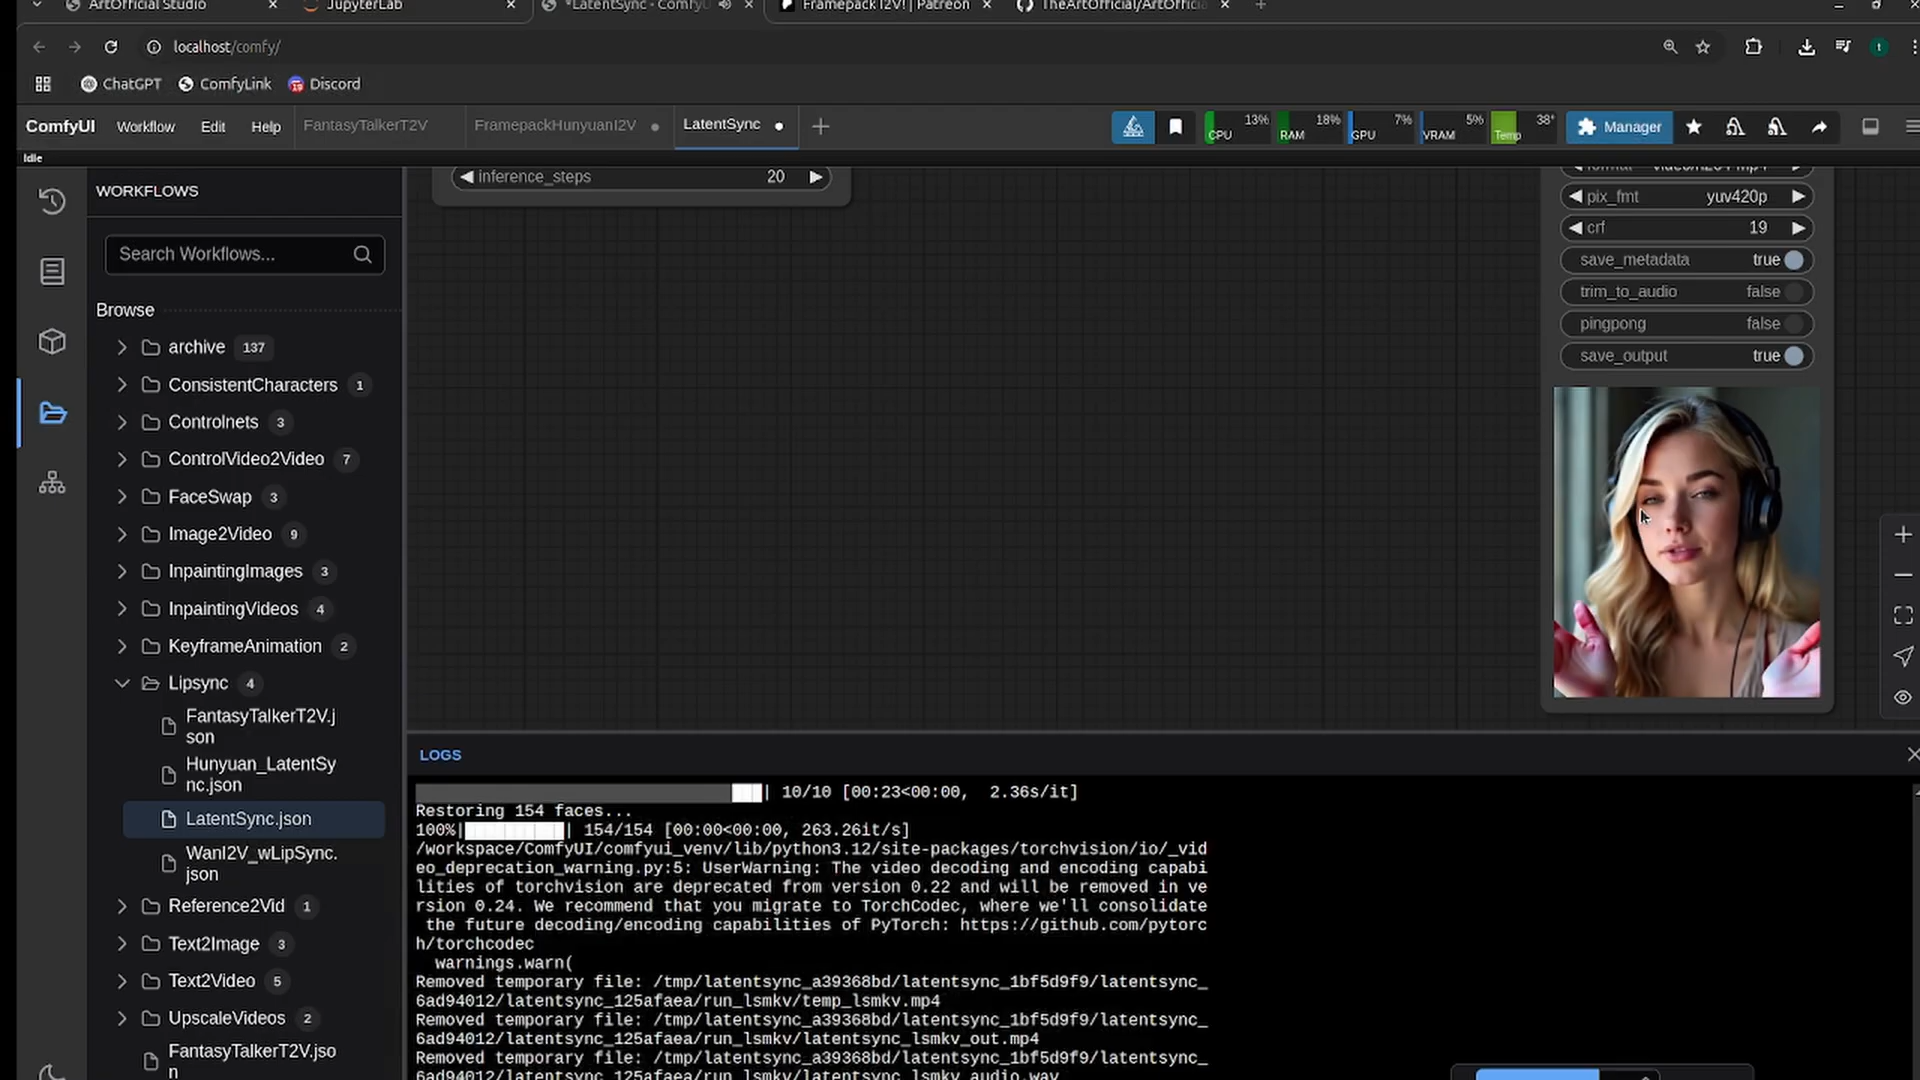 ArtOfficial Studio
JupyterLab
*LatentSync - ComfyU
Framepack I2V! | Patreon
TheArtOfficial/ArtOfficia
localhost/comfy/
t
ChatGPT
ComfyLink
Discord
ComfyUI
Workflow
Edit
Help
FantasyTalkerT2V
FramepackHunyuanI2V
LatentSync
CPU 13%
RAM 18%
GPU 7%
VRAM 5%
Temp 38°
Manager
Idle
WORKFLOWS
Search Workflows...
Browse
archive 137
ConsistentCharacters 1
Controlnets 3
ControlVideo2Video 7
FaceSwap 3
Image2Video 9
InpaintingImages 3
InpaintingVideos 4
KeyframeAnimation 2
Lipsync 4
FantasyTalkerT2V.j
son
Hunyuan_LatentSy
nc.json
LatentSync.json
WanI2V_wLipSync.
json
Reference2Vid 1
Text2Image 3
Text2Video 5
UpscaleVideos 2
FantasyTalkerT2V.jso
n
inference_steps 20
pix_fmt yuv420p
crf 19
save_metadata true
trim_to_audio false
pingpong false
save_output true
LOGS
| 10/10 [00:23<00:00, 2.36s/it]
Restoring 154 faces...
100%| | 154/154 [00:00<00:00, 263.26it/s]
/workspace/ComfyUI/comfyui_venv/lib/python3.12/site-packages/torchvision/io/_vid
eo_deprecation_warning.py:5: UserWarning: The video decoding and encoding capabi
lities of torchvision are deprecated from version 0.22 and will be removed in ve
rsion 0.24. We recommend that you migrate to TorchCodec, where we'll consolidate
the future decoding/encoding capabilities of PyTorch: https://github.com/pytorc
h/torchcodec
warnings.warn(
Removed temporary file: /tmp/latentsync_a39368bd/latentsync_1bf5d9f9/latentsync_
6ad94012/latentsync_125afaea/run_lsmkv/temp_lsmkv.mp4
Removed temporary file: /tmp/latentsync_a39368bd/latentsync_1bf5d9f9/latentsync_
6ad94012/latentsync_125afaea/run_lsmkv/latentsync_lsmkv_out.mp4
Removed temporary file: /tmp/latentsync_a39368bd/latentsync_1bf5d9f9/latentsync_
6ad94012/latentsync_125afaea/run_lsmkv/latentsync_lsmkv_audio.wav